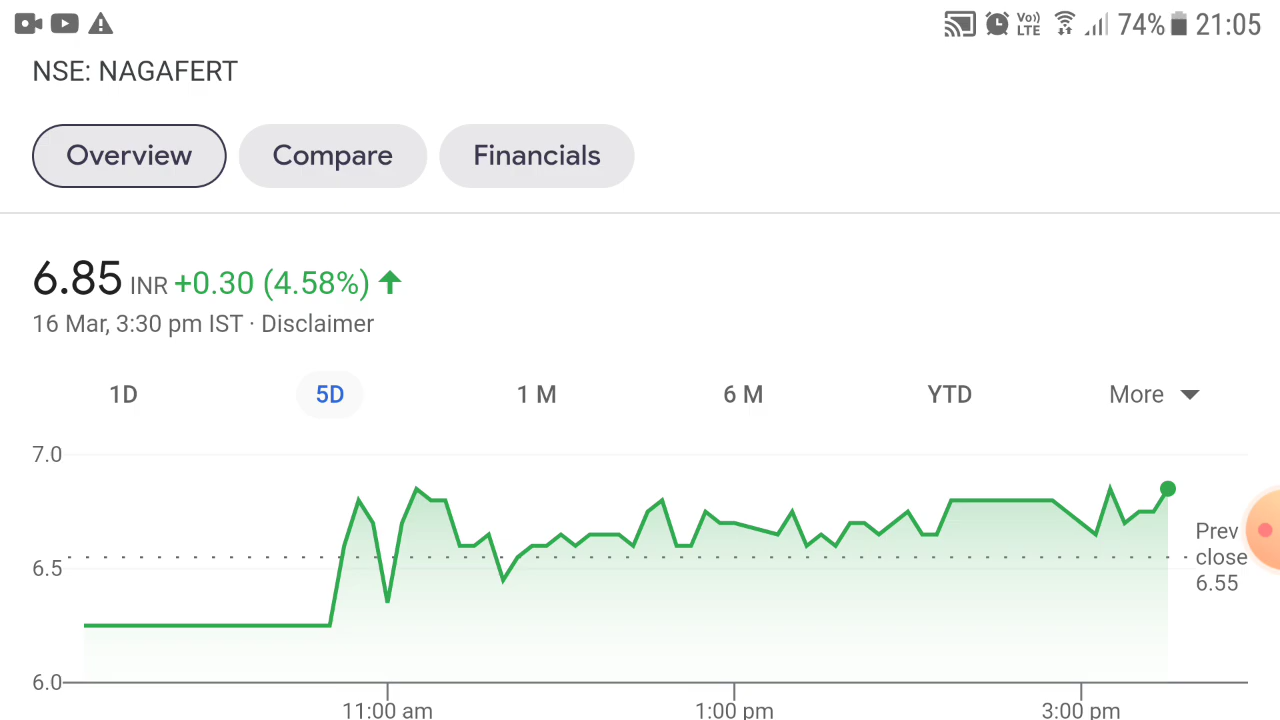 Vo)) LTE 74% 21:05
NSE: NAGAFERT
Overview Compare Financials
6.85 INR +0.30 (4.58%)
16 Mar, 3:30 pm IST · Disclaimer
1D 5D 1 M 6 M YTD More
7.0
6.5
6.0
Prev
close
6.55
11:00 am 1:00 pm 3:00 pm